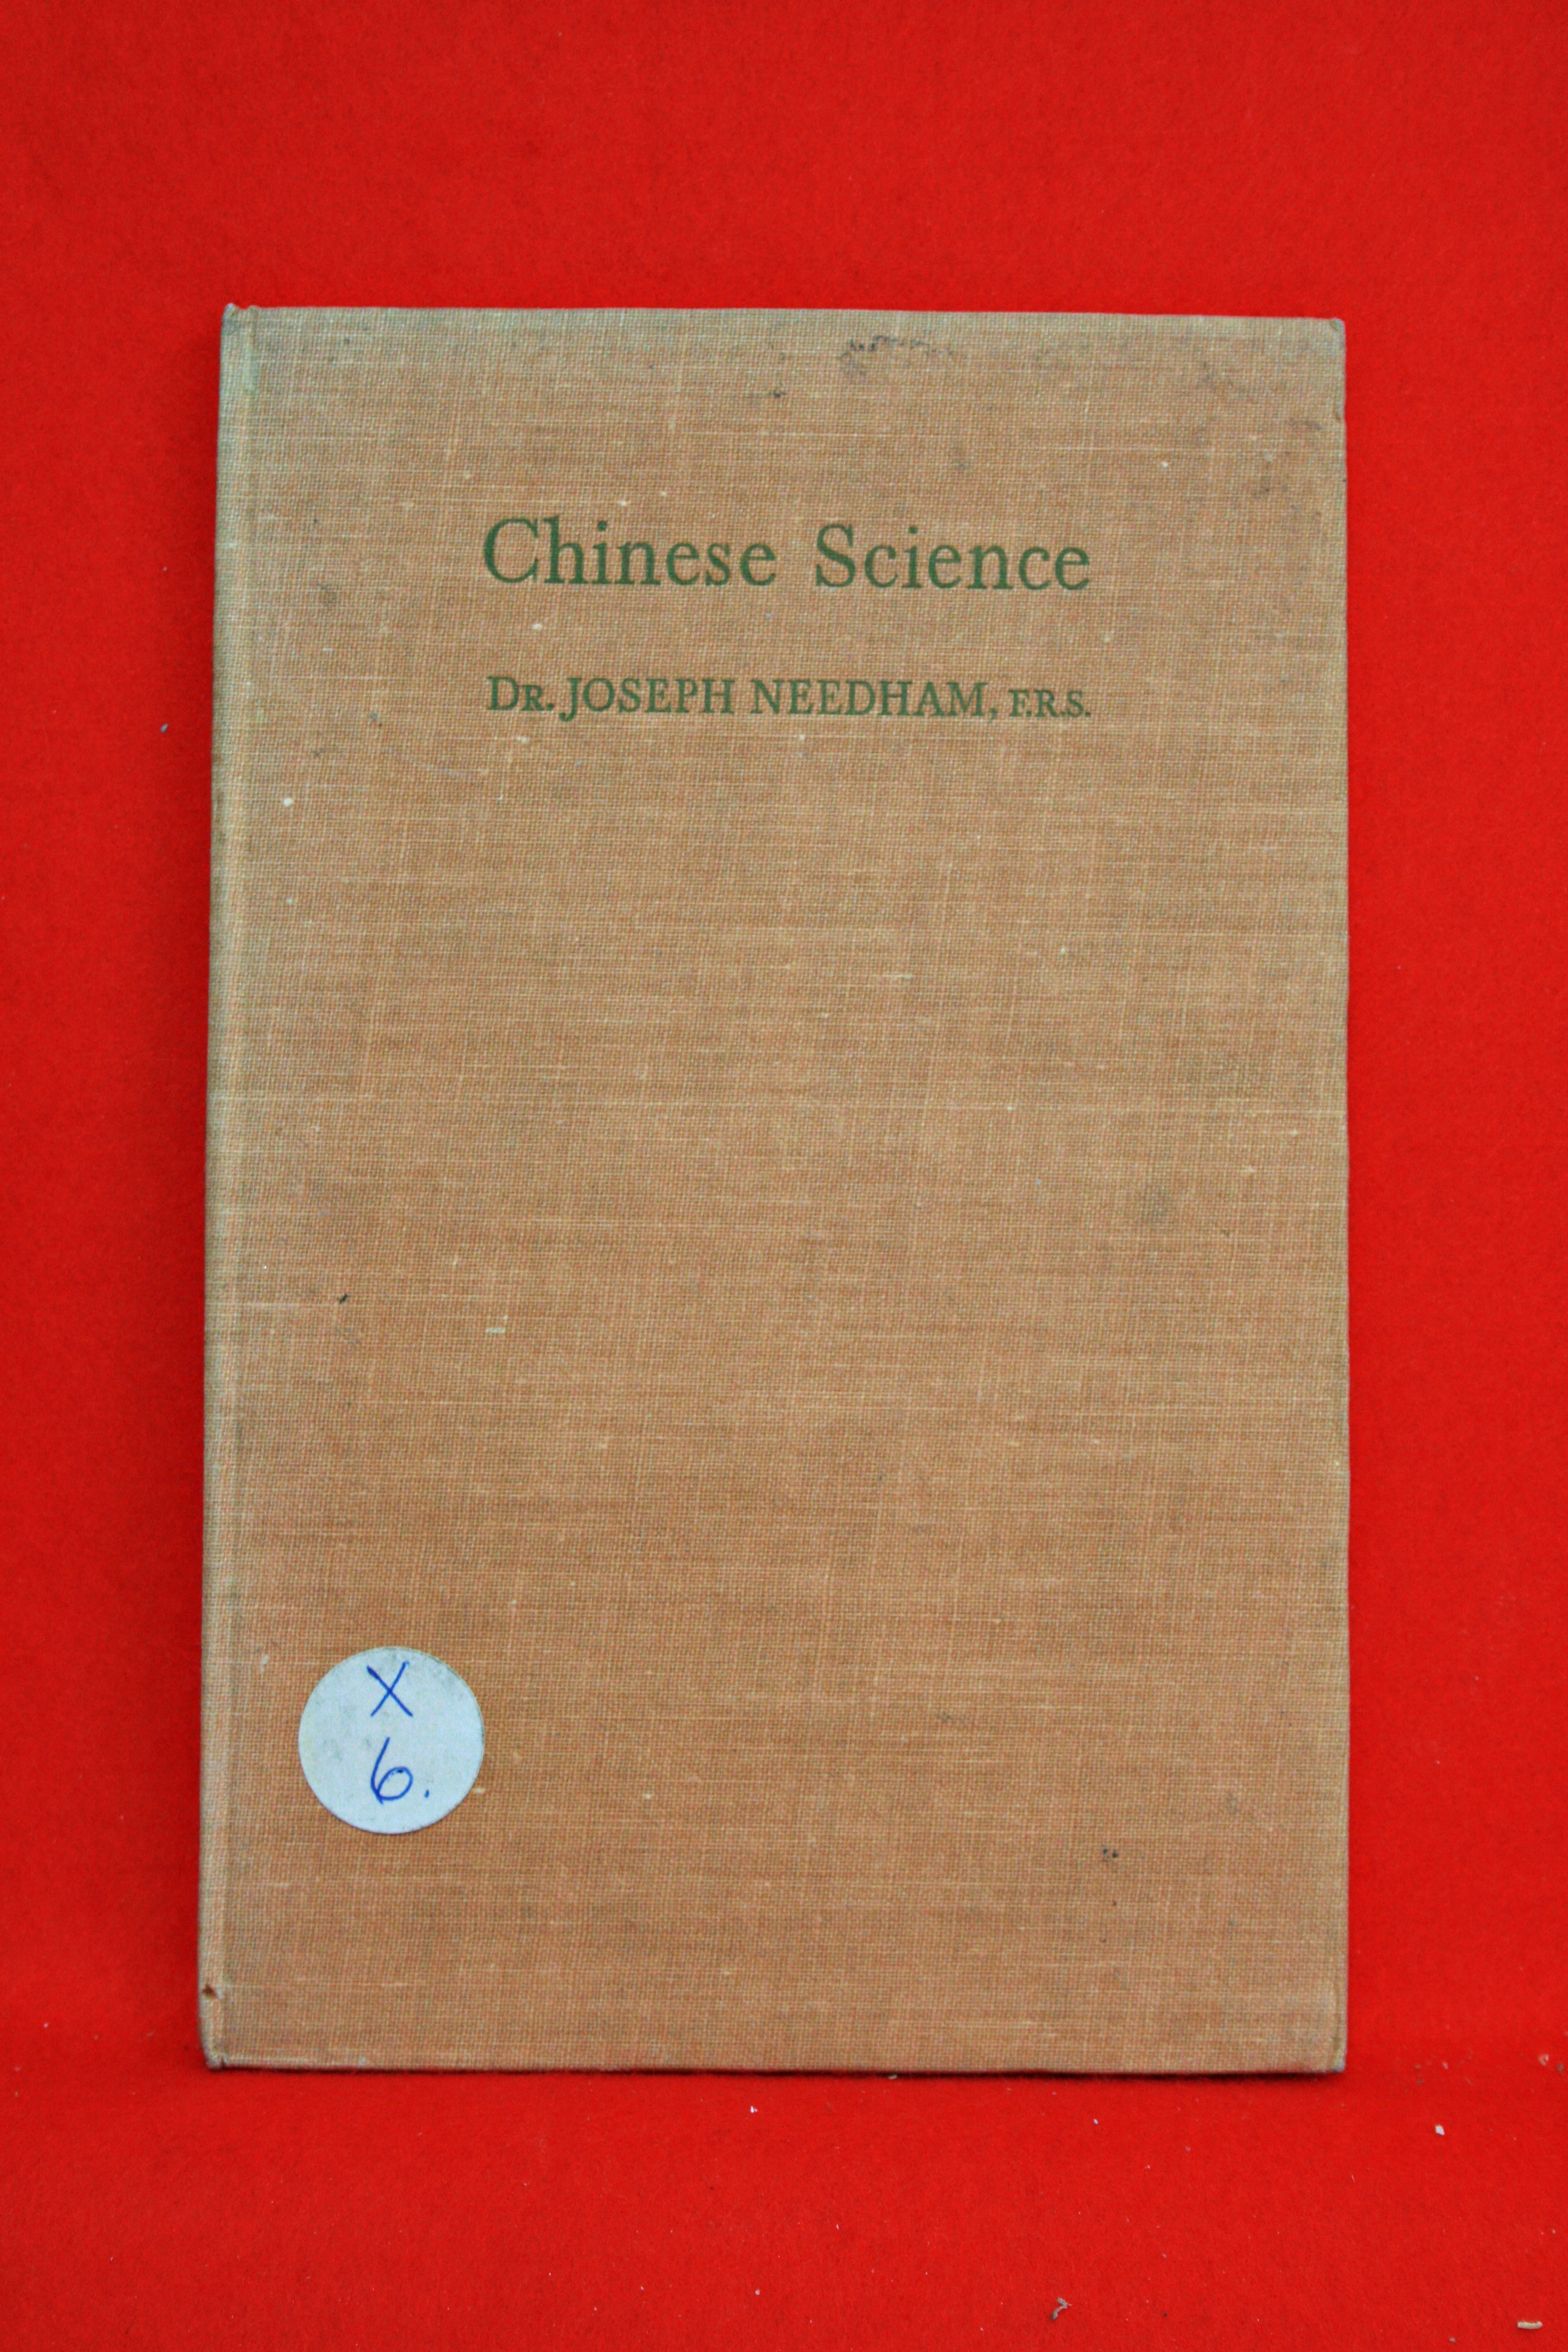 Chinese Science
DR. JOSEPH NEEDHAM, F.R.S.
X
6.